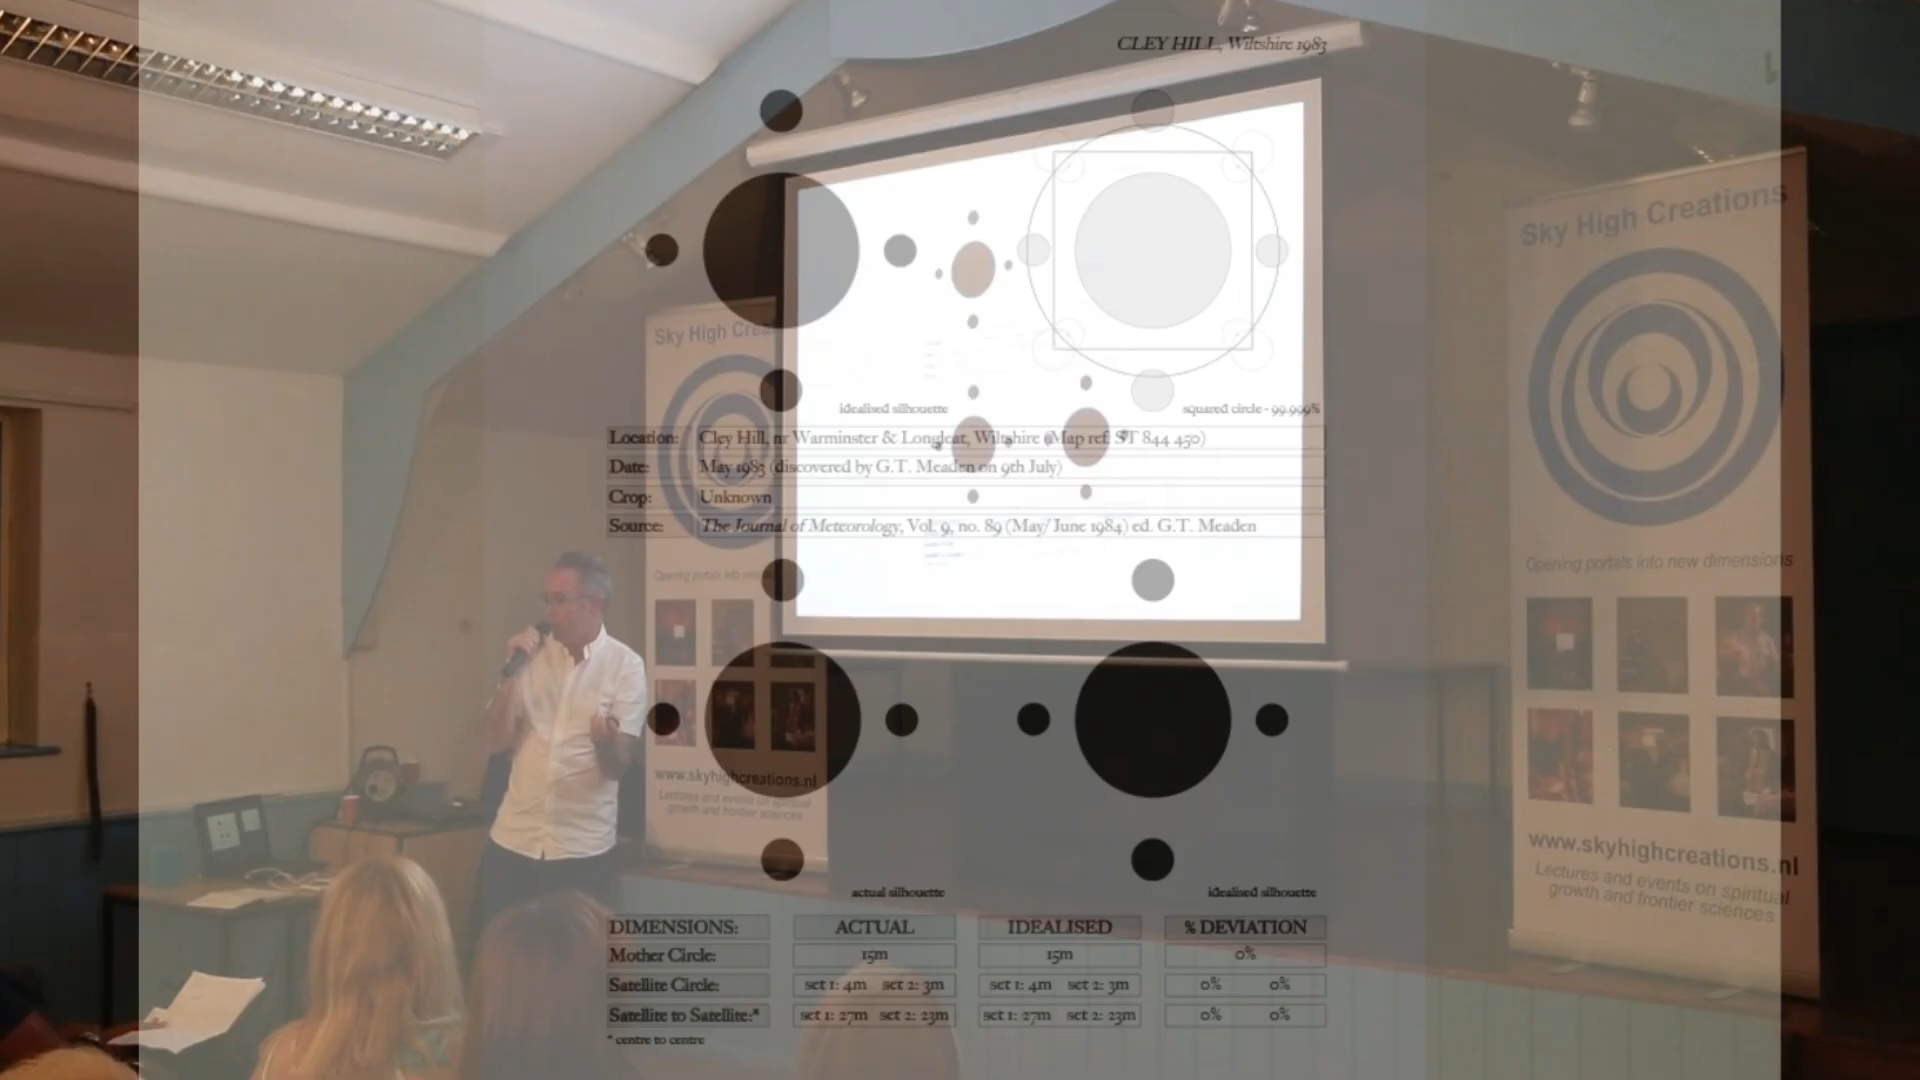 CLEY HILL, Wiltshire 1983
idealised silhouette
squared circle - 99.999%
Location: Cley Hill, nr Warminster & Longleat, Wiltshire (Map ref. ST 844 450)
Date: May 1983 (discovered by G.T. Meaden on 9th July)
Crop: Unknown
Source: The Journal of Meteorology, Vol. 9, no. 89 (May/June 1984) ed. G.T. Meaden
actual silhouette
idealised silhouette
DIMENSIONS: ACTUAL IDEALISED % DEVIATION
Mother Circle: 15m 15m 0%
Satellite Circle: set 1: 4m set 2: 3m set 1: 4m set 2: 3m 0% 0%
Satellite to Satellite:* set 1: 27m set 2: 23m set 1: 27m set 2: 23m 0% 0%
* centre to centre
Sky High Crea
Opening portals into
www.skyhighcreations.nl
Lectures and events on spiritual
growth and frontier sciences
Sky High Creations
Opening portals into new dimensions
www.skyhighcreations.nl
Lectures and events on spiritual
growth and frontier sciences